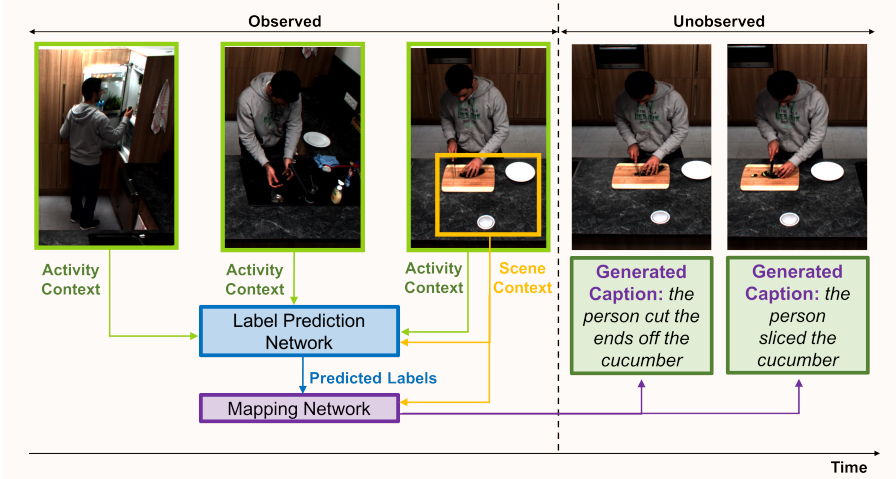 Observed
Unobserved
Activity
Context
Activity
Context
Activity
Context
Scene
Context
Label Prediction
Network
Predicted Labels
Mapping Network
Generated
Caption: the
person cut the
ends off the
cucumber
Generated
Caption: the
person
sliced the
cucumber
Time